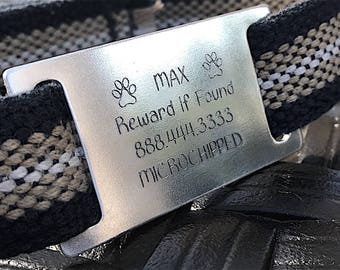 MAX
Reward If Found
888.444.3333
MICROCHIPPED